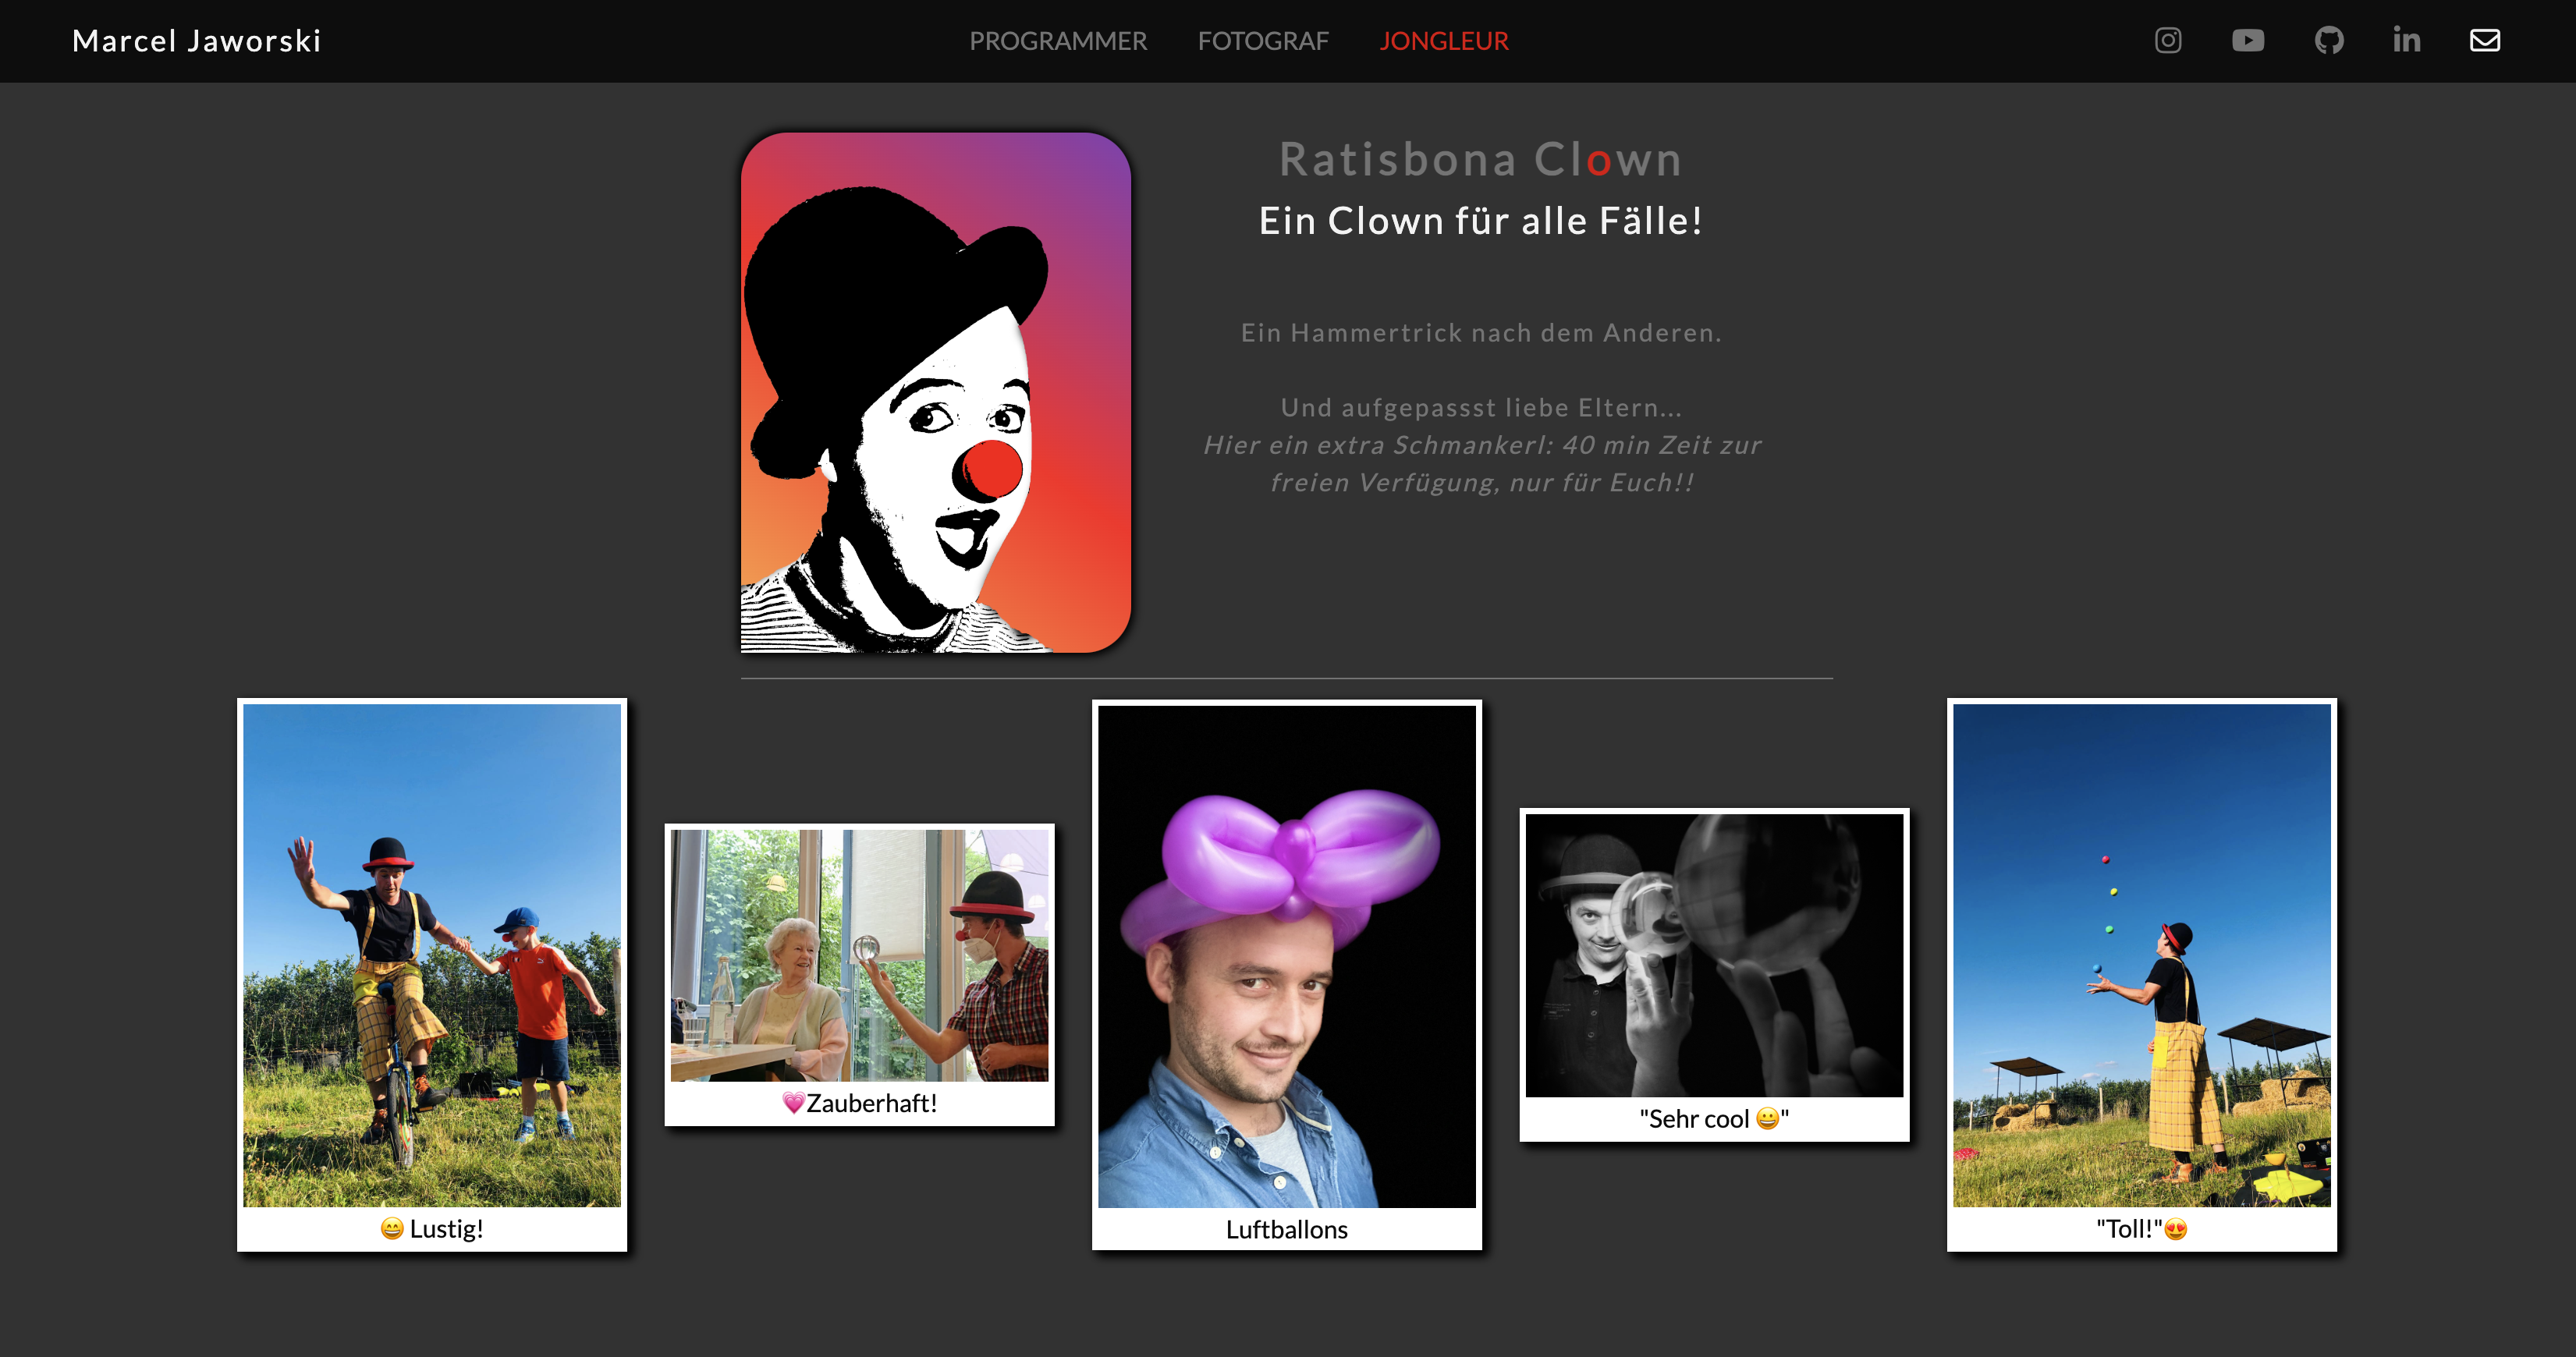 Marcel Jaworski
PROGRAMMER FOTOGRAF JONGLEUR
Ratisbona Clown
Ein Clown für alle Fälle!
Ein Hammertrick nach dem Anderen.
Und aufgepassst liebe Eltern...
Hier ein extra Schmankerl: 40 min Zeit zur
freien Verfügung, nur für Euch!!
😄 Lustig!
💗Zauberhaft!
Luftballons
"Sehr cool 😀"
"Toll!"😍